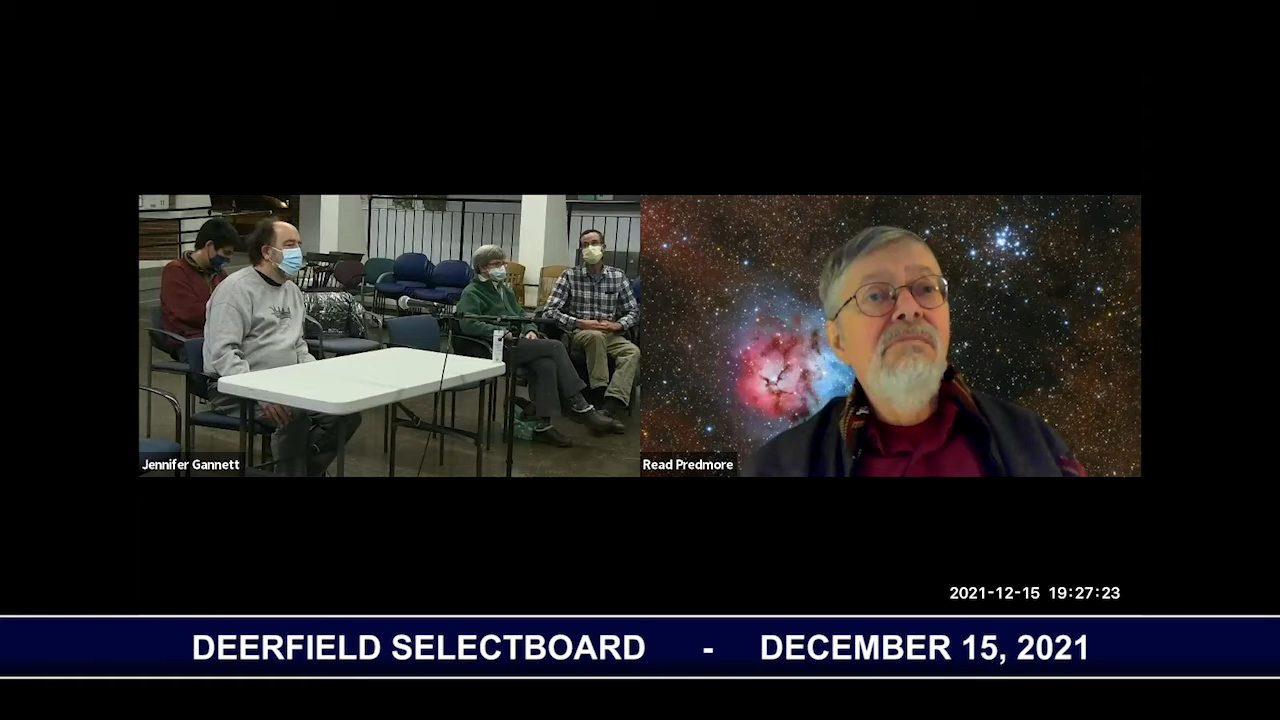 Jennifer Gannett
Read Predmore
2021-12-15 19:27:23
DEERFIELD SELECTBOARD - DECEMBER 15, 2021